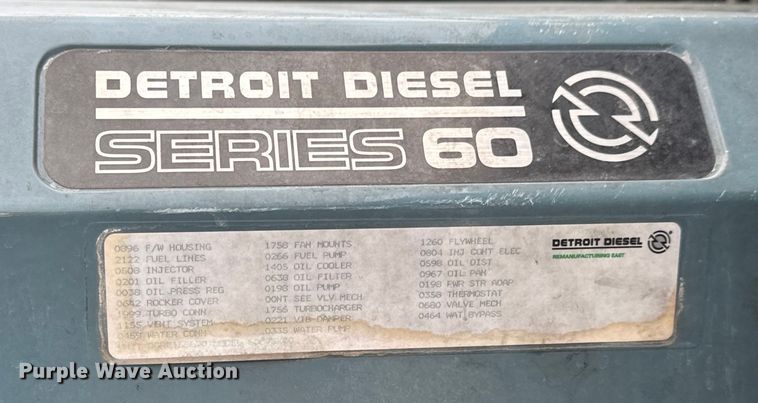 DETROIT DIESEL
SERIES 60
0096 F/W HOUSING
2122 FUEL LINES
0508 INJECTOR
0201 OIL FILLER
0038 OIL PRESS REG
0642 ROCKER COVER
1999 TURBO CONN
1155 VENT SYSTEM
0459 WATER CONN
1758 FAN MOUNTS
0266 FUEL PUMP
1405 OIL COOLER
0638 OIL FILTER
0198 OIL PUMP
00NT SEE VLV MECH
1756 TURBOCHARGER
0221 VIB DAMPER
0335 WATER PUMP
1260 FLYWHEEL
0804 INJ CONT ELEC
0598 OIL DIST
0967 OIL PAN
0198 PWR STR ADAP
0358 THERMOSTAT
0680 VALVE MECH
0464 WAT BYPASS
DETROIT DIESEL
REMANUFACTURING EAST
Purple Wave Auction